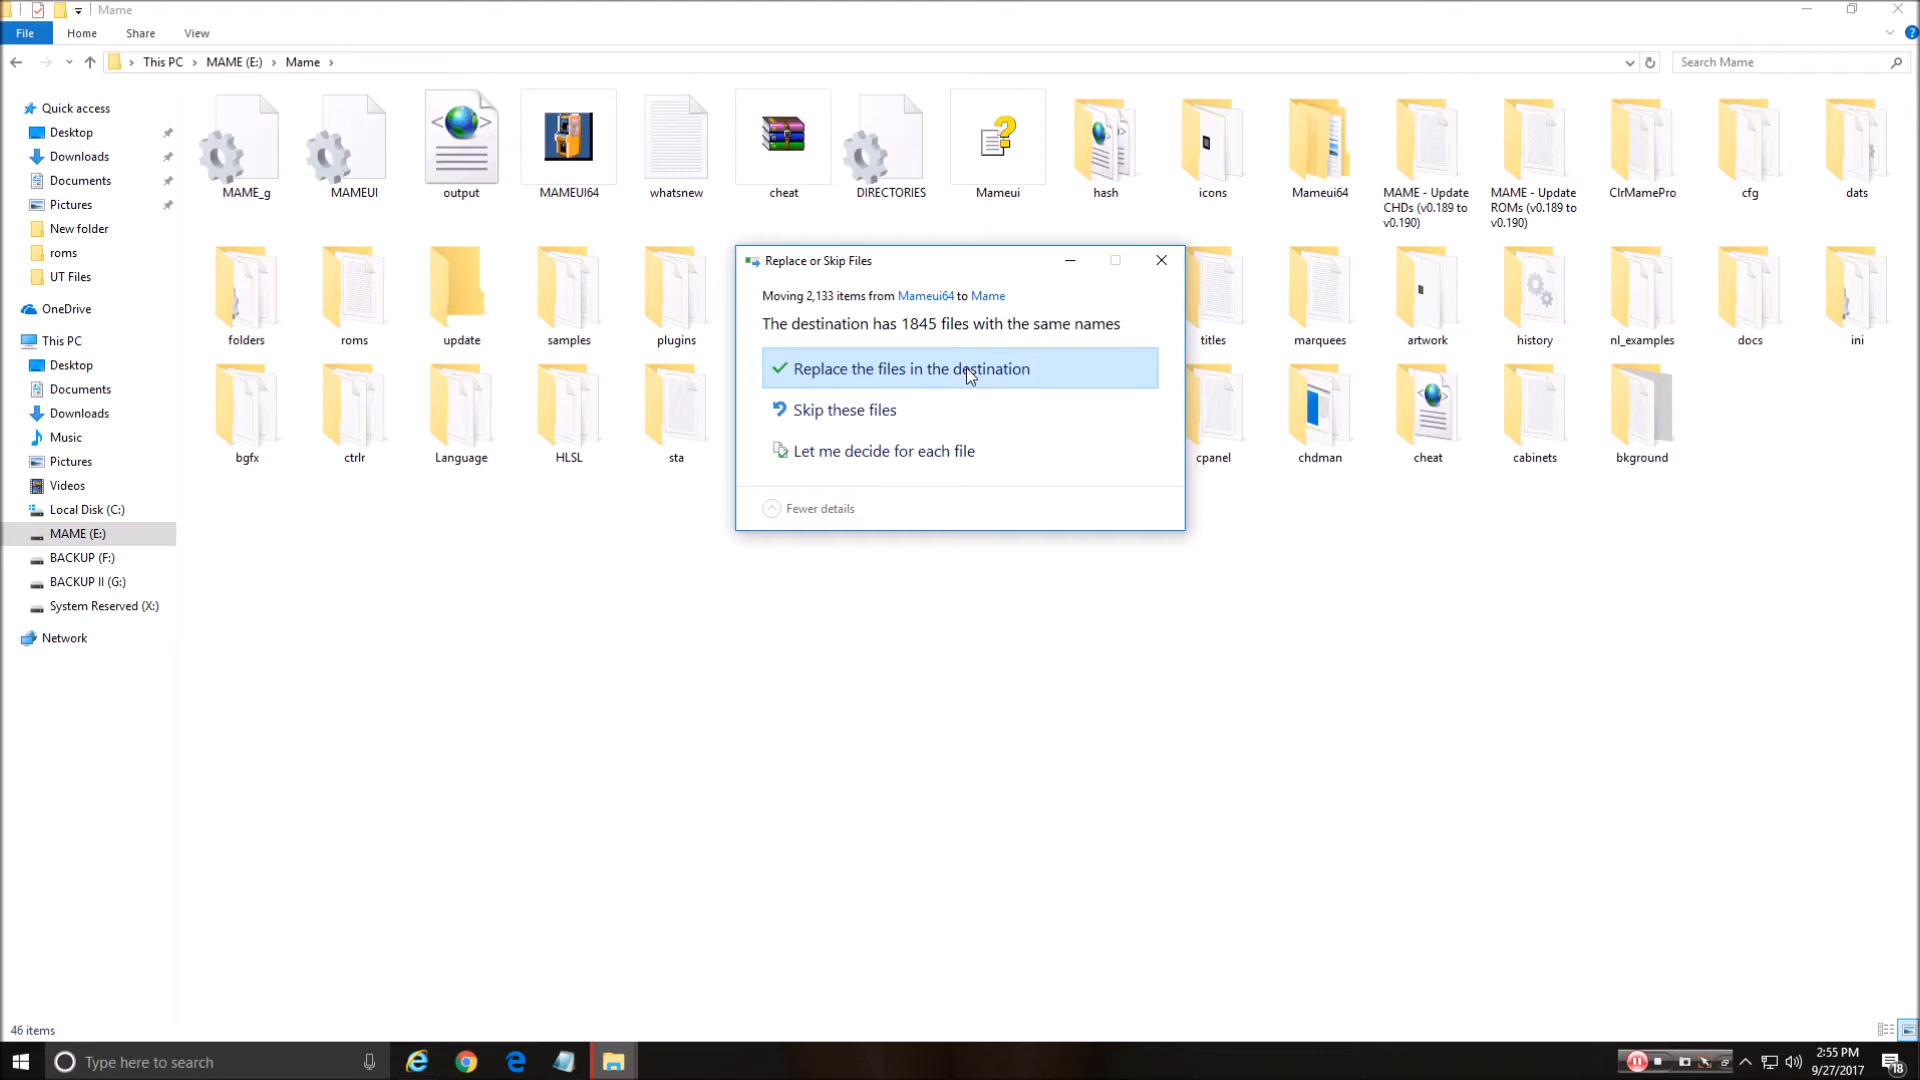 Mame
File Home Share View
This PC MAME (E:) Mame
Search Mame
Quick access
Desktop
Downloads
Documents
Pictures
New folder
roms
UT Files
OneDrive
This PC
Desktop
Documents
Downloads
Music
Pictures
Videos
Local Disk (C:)
MAME (E:)
BACKUP (F:)
BACKUP II (G:)
System Reserved (X:)
Network
MAME_g MAMEUI output MAMEUI64 whatsnew cheat DIRECTORIES Mameui hash icons Mameui64
MAME - Update
CHDs (v0.189 to
v0.190)
MAME - Update
ROMs (v0.189 to
v0.190)
ClrMamePro cfg dats
folders roms update samples plugins titles marquees artwork history nl_examples docs ini
bgfx ctrlr Language HLSL sta cpanel chdman cheat cabinets bkground
Replace or Skip Files
Moving 2,133 items from Mameui64 to Mame
The destination has 1845 files with the same names
Replace the files in the destination
Skip these files
Let me decide for each file
Fewer details
46 items
Type here to search
2:55 PM
9/27/2017
18